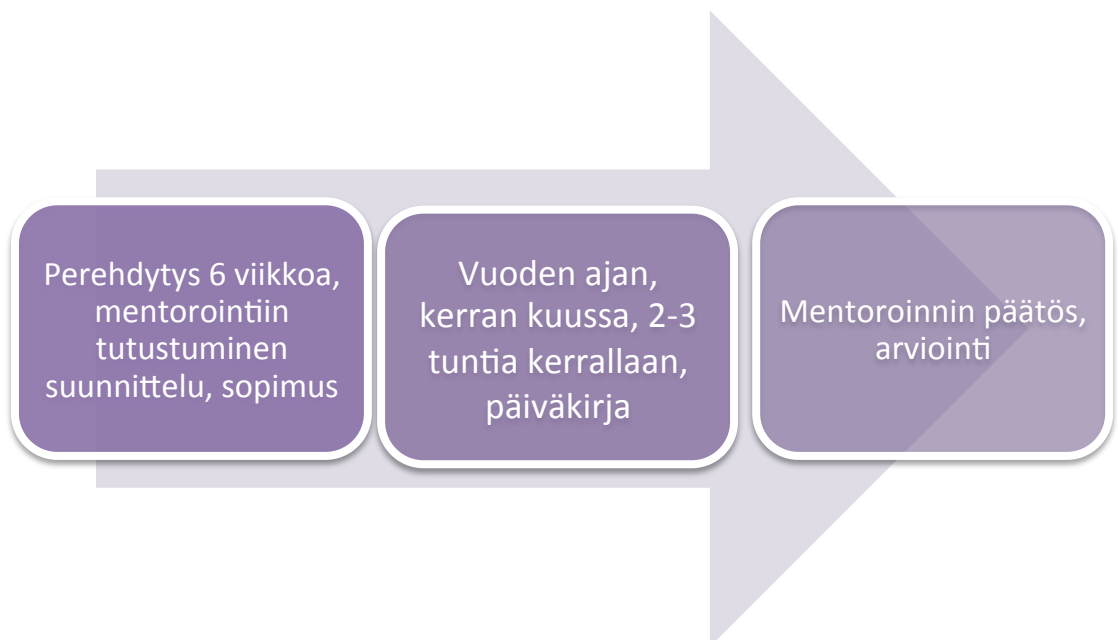 Perehdytys 6 viikkoa,
mentorointiin
tutustuminen
suunnittelu, sopimus
Vuoden ajan,
kerran kuussa, 2-3
tuntia kerrallaan,
päiväkirja
Mentoroinnin päätös,
arviointi